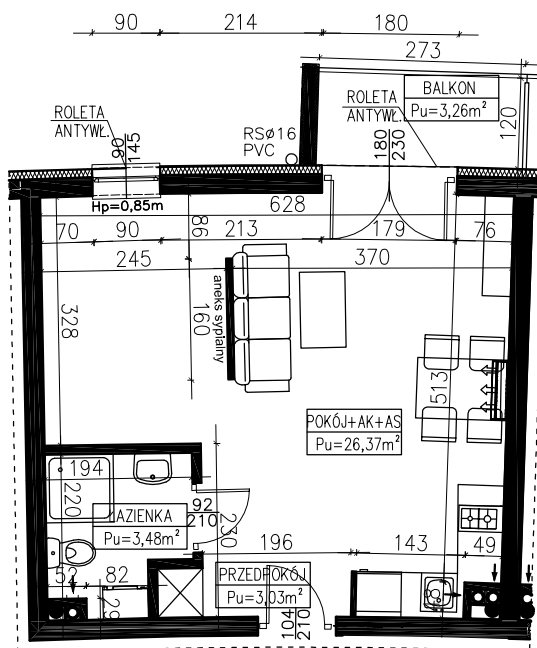 90 214 180
273
BALKON
Pu=3,26m²
120
ROLETA
ANTYWŁ.
ROLETA
ANTYWŁ.
90
145
RSø16
PVC
180
230
Hp=0,85m
628
70 90 86 213 179 76
245 370
328
160
aneks sypialny
513
POKÓJ+AK+AS
Pu=26,37m²
194
220
92
210
ŁAZIENKA
Pu=3,48m²
230
196 143 49
52 82
29
PRZEDPOKÓJ
Pu=3,03m²
104
210